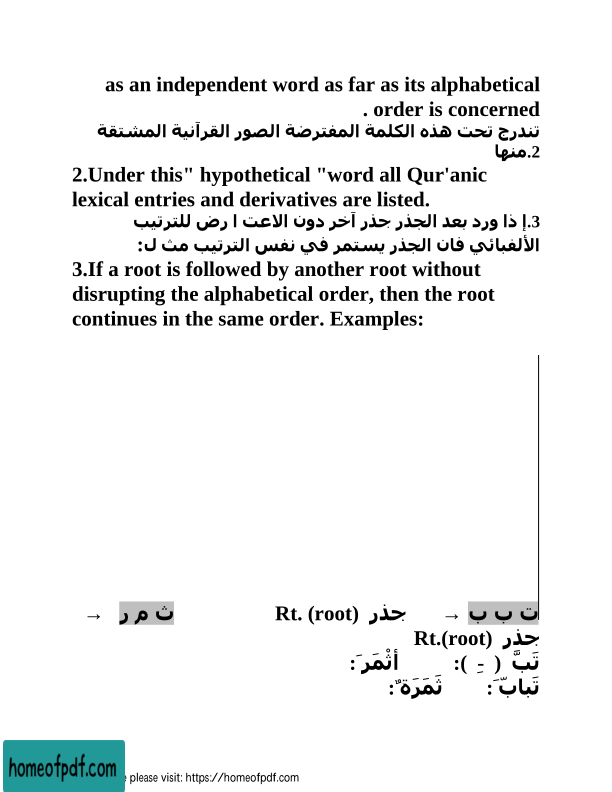 as an independent word as far as its alphabetical
. order is concerned
تندرج تحت هذه الكلمة المفترضة الصور القرآنية المشتقة
2.منها
2.Under this" hypothetical "word all Qur'anic
lexical entries and derivatives are listed.
3.إ ذا ورد بعد الجذر جذر آخر دون الاعت ا رض للترتيب
الألفبائي فان الجذر يستمر في نفس الترتيب مث ل:
3.If a root is followed by another root without
disrupting the alphabetical order, then the root
continues in the same order. Examples:
ت ب ب → جذر Rt. (root) ث م ر →
جذر Rt.(root)
تَبَّ ( ـِ ): أثْمَرَ:
تَبابّ َ: ثَمَرَة ٌ:
homeofpdf.com
e please visit: https://homeofpdf.com